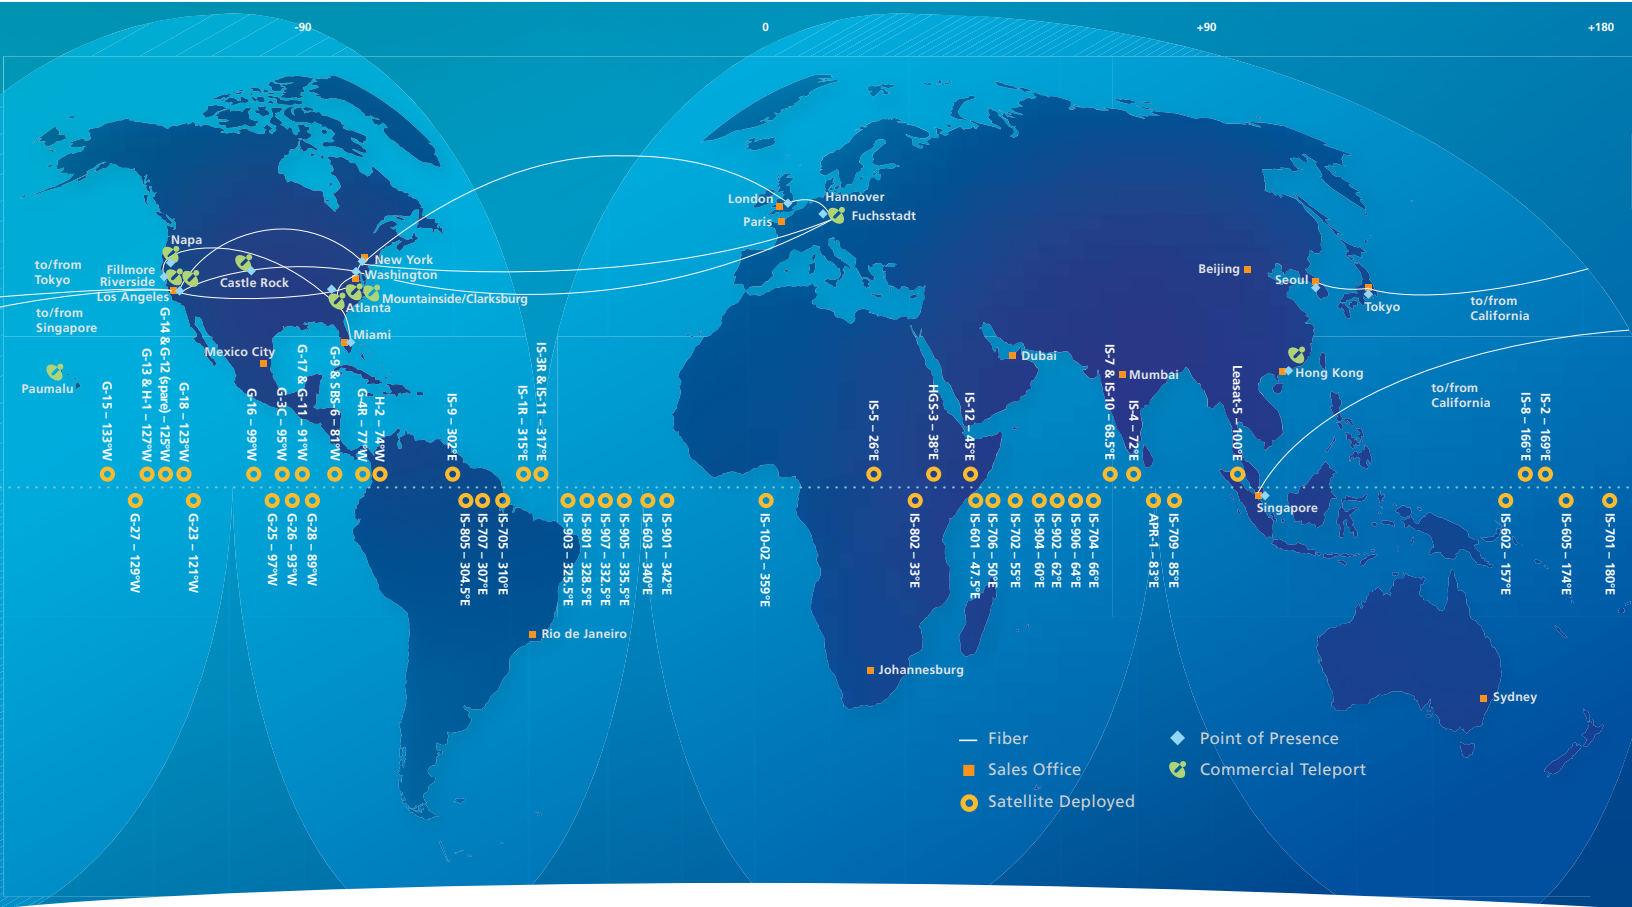 -90
0
+90
+180
Napa
to/from
Tokyo
Fillmore
Riverside
Los Angeles
to/from
Singapore
Castle Rock
New York
Washington
Mountainside/Clarksburg
Atlanta
Miami
Mexico City
Paumalu
London
Paris
Hannover
Fuchsstadt
Beijing
Seoul
Tokyo
to/from
California
Dubai
Mumbai
Hong Kong
to/from
California
Singapore
G-15 – 133°W
G-13 & H-1 – 127°W
G-14 & G-12 (spare) – 125°W
G-18 – 123°W
G-16 – 99°W
G-3C – 95°W
G-17 & G-11 – 91°W
G-9 & SBS-6 – 81°W
G-4R – 77°W
H-2 – 74°W
IS-9 – 302°E
IS-1R – 315°E
IS-3R & IS-11 – 317°E
IS-5 – 26°E
HGS-3 – 38°E
IS-12 – 45°E
IS-7 & IS-10 – 68.5°E
IS-4 – 72°E
Leasat-5 – 100°E
IS-8 – 166°E
IS-2 – 169°E
G-27 – 129°W
G-23 – 121°W
G-25 – 97°W
G-26 – 93°W
G-28 – 89°W
IS-805 – 304.5°E
IS-707 – 307°E
IS-705 – 310°E
IS-903 – 325.5°E
IS-801 – 328.5°E
IS-907 – 332.5°E
IS-905 – 335.5°E
IS-603 – 340°E
IS-901 – 342°E
IS-10-02 – 359°E
IS-802 – 33°E
IS-601 – 47.5°E
IS-706 – 50°E
IS-702 – 55°E
IS-904 – 60°E
IS-902 – 62°E
IS-906 – 64°E
IS-704 – 66°E
APR-1 – 83°E
IS-709 – 85°E
IS-602 – 157°E
IS-605 – 174°E
IS-701 – 180°E
Rio de Janeiro
Johannesburg
Sydney
Fiber
Sales Office
Satellite Deployed
Point of Presence
Commercial Teleport